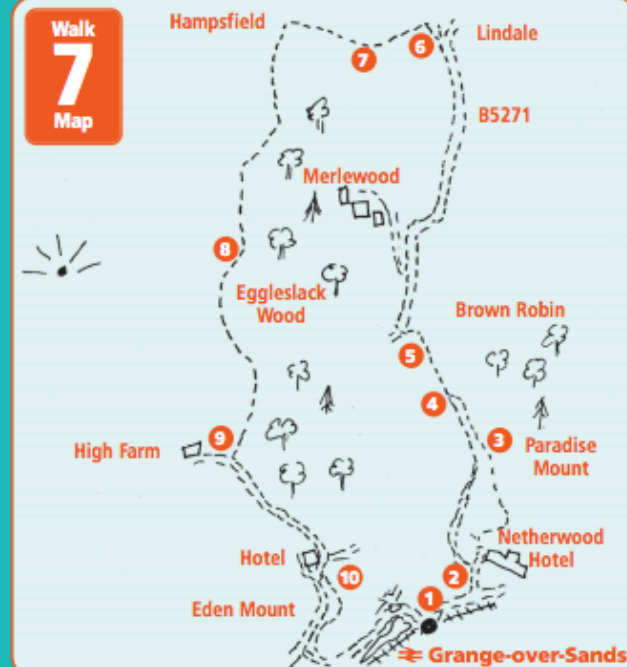 Walk
7
Map
Hampsfield
Lindale
6
7
B5271
Merlewood
8
Eggleslack
Wood
Brown Robin
5
4
3
Paradise
Mount
9
High Farm
Netherwood
Hotel
Hotel
10
2
1
Eden Mount
Grange-over-Sands